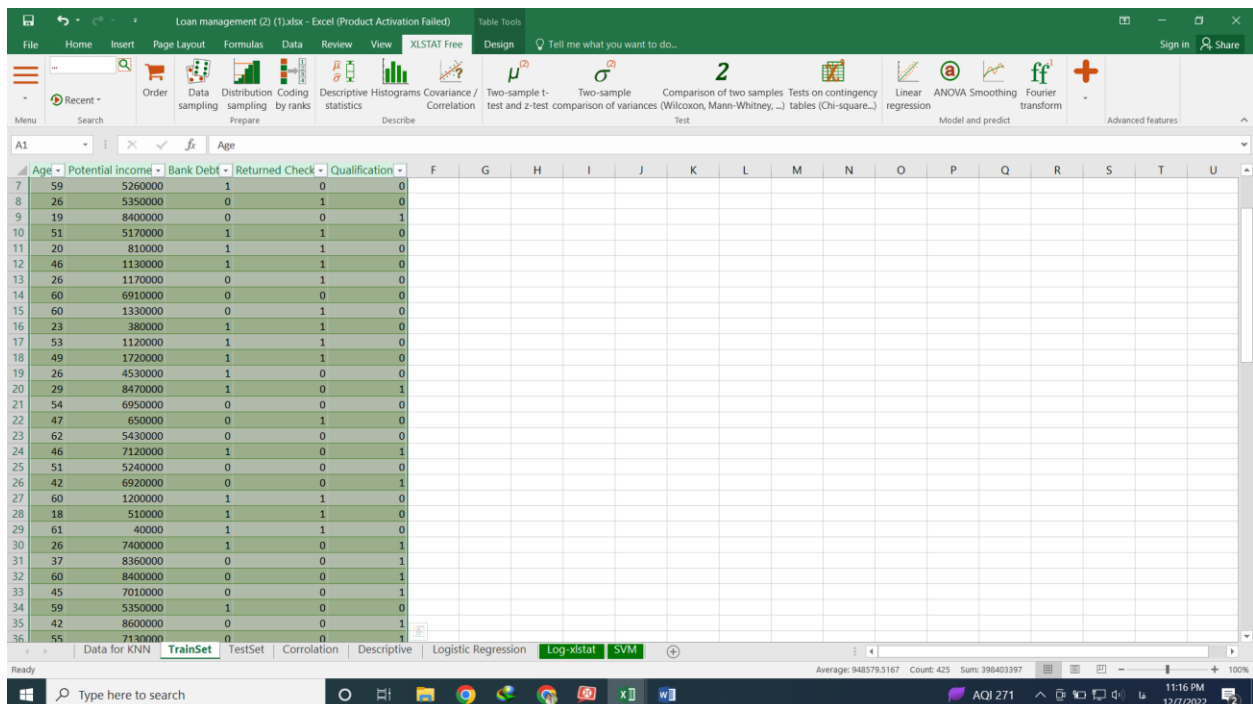 Loan management (2) (1).xlsx - Excel (Product Activation Failed) Table Tools
File Home Insert Page Layout Formulas Data Review View XLSTAT Free Design Tell me what you want to do... Sign in Share
... Recent Order Data sampling Distribution sampling Coding by ranks Descriptive statistics Histograms Covariance / Correlation Two-sample t-test and z-test Two-sample comparison of variances Comparison of two samples (Wilcoxon, Mann-Whitney, ...) Tests on contingency tables (Chi-square...) Linear regression ANOVA Smoothing Fourier transform
Menu Search Prepare Describe Test Model and predict Advanced features
A1 fx Age
Age Potential income Bank Debt Returned Check Qualification F G H I J K L M N O P Q R S T U
7 59 5260000 1 0 0
8 26 5350000 0 1 0
9 19 8400000 0 0 1
10 51 5170000 1 1 0
11 20 810000 1 1 0
12 46 1130000 1 1 0
13 26 1170000 0 1 0
14 60 6910000 0 0 0
15 60 1330000 0 1 0
16 23 380000 1 1 0
17 53 1120000 1 1 0
18 49 1720000 1 1 0
19 26 4530000 1 0 0
20 29 8470000 1 0 1
21 54 6950000 0 0 0
22 47 650000 0 1 0
23 62 5430000 0 0 0
24 46 7120000 1 0 1
25 51 5240000 0 0 0
26 42 6920000 0 0 1
27 60 1200000 1 1 0
28 18 510000 1 1 0
29 61 40000 1 1 0
30 26 7400000 1 0 1
31 37 8360000 0 0 1
32 60 8400000 0 0 1
33 45 7010000 0 0 1
34 59 5350000 1 0 0
35 42 8600000 0 0 1
36 55 7130000 0 0 1
Data for KNN TrainSet TestSet Corrolation Descriptive Logistic Regression Log-xlstat SVM
Ready Average: 948579.5167 Count: 425 Sum: 398403397 100%
Type here to search AQI 271 فا 11:16 PM
12/7/2022 2